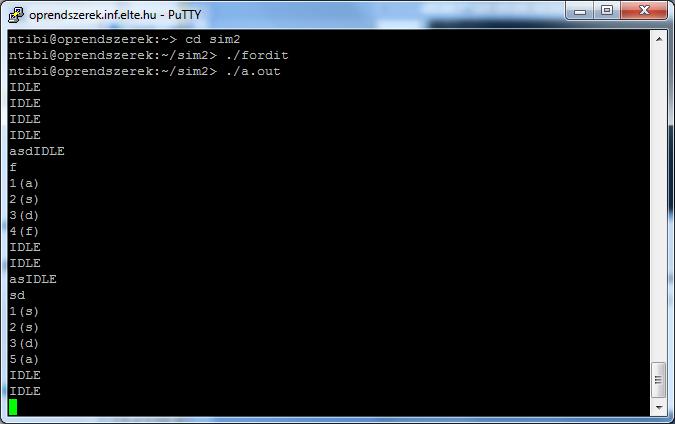 oprendszerek.inf.elte.hu - PuTTY
ntibi@oprendszerek:~> cd sim2
ntibi@oprendszerek:~/sim2> ./fordit
ntibi@oprendszerek:~/sim2> ./a.out
IDLE
IDLE
IDLE
IDLE
asdIDLE
f
1(a)
2(s)
3(d)
4(f)
IDLE
IDLE
asIDLE
sd
1(s)
2(s)
3(d)
5(a)
IDLE
IDLE